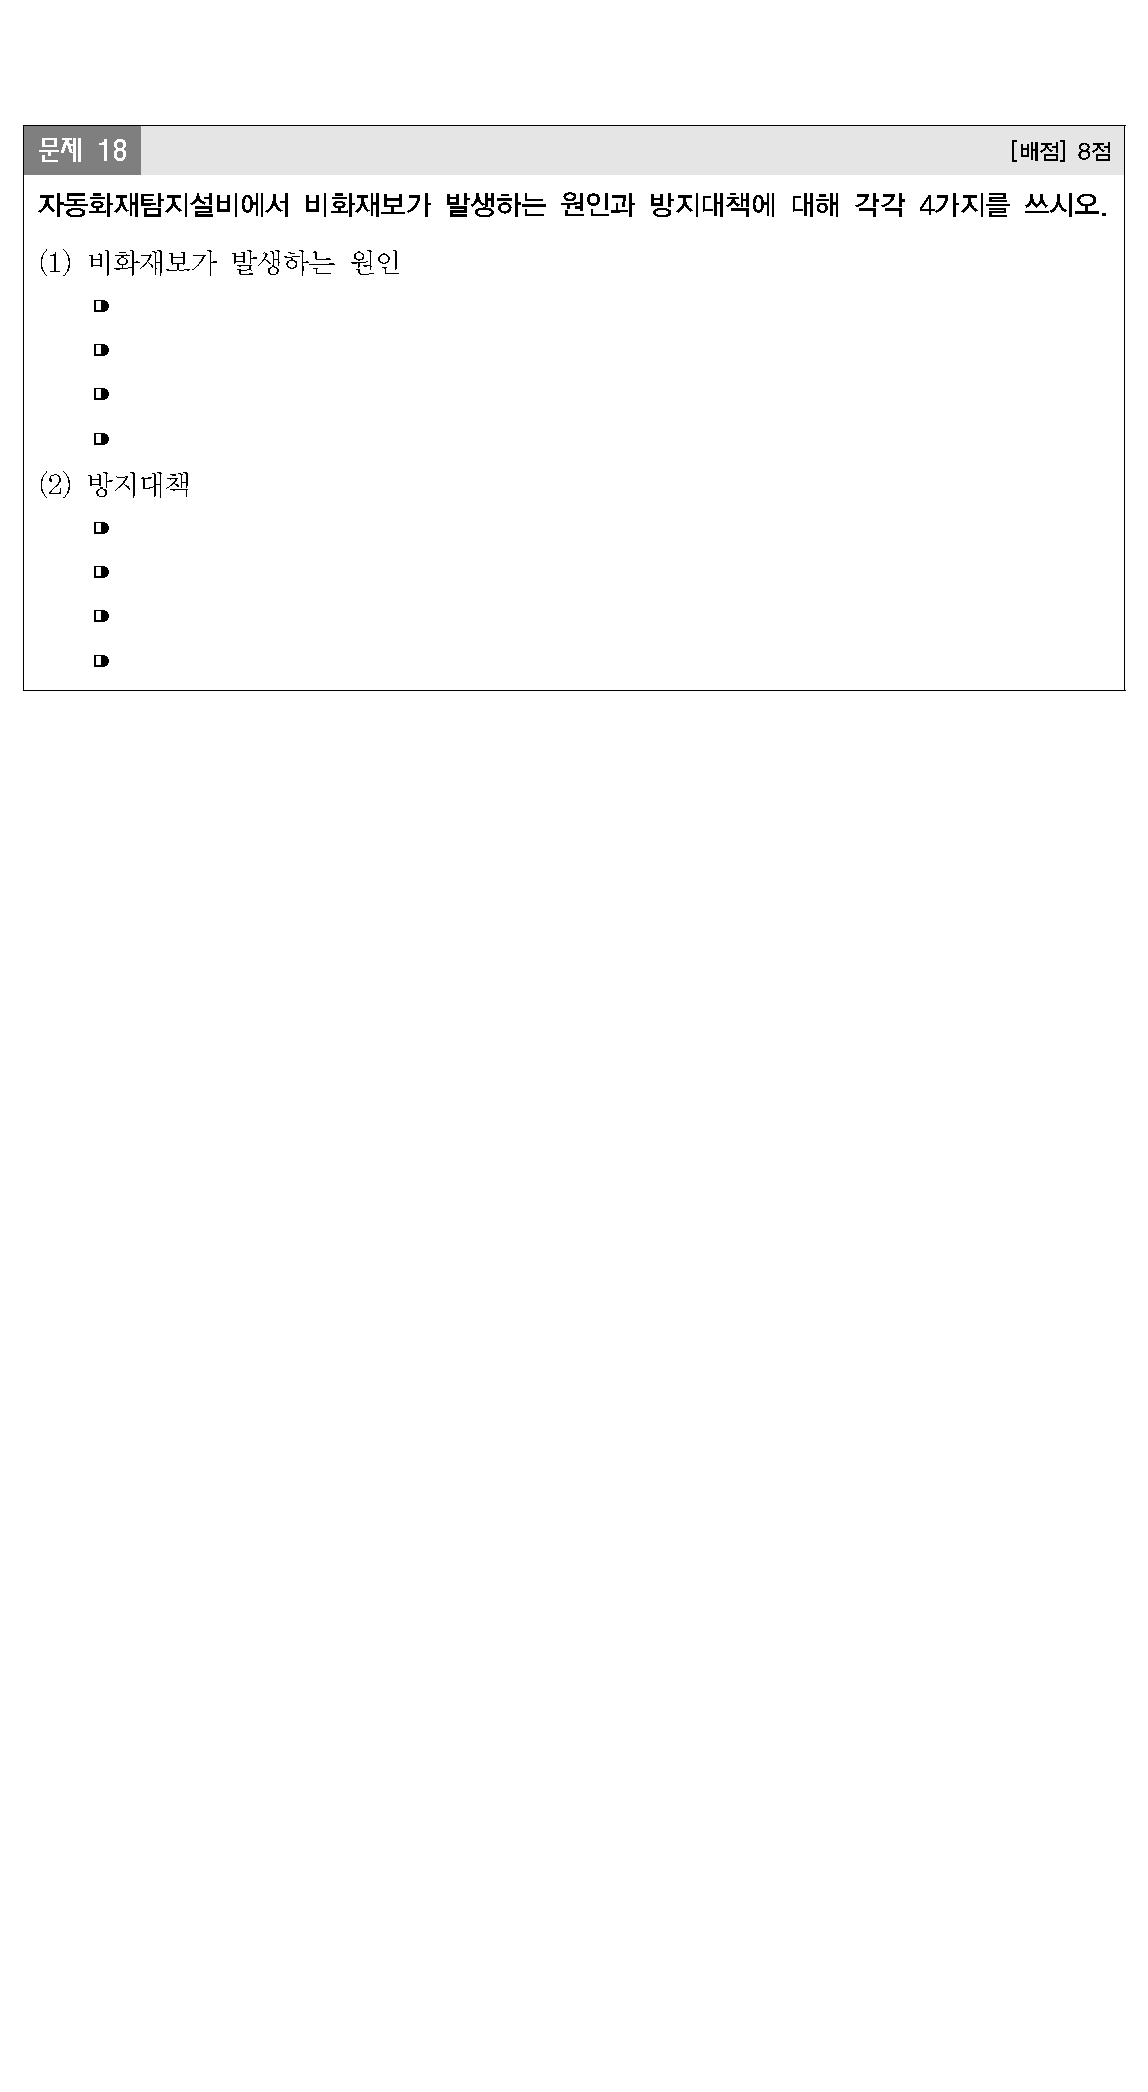 문제 18 [배점] 8점
자동화재탐지설비에서 비화재보가 발생하는 원인과 방지대책에 대해 각각 4가지를 쓰시오.
(1) 비화재보가 발생하는 원인
(2) 방지대책